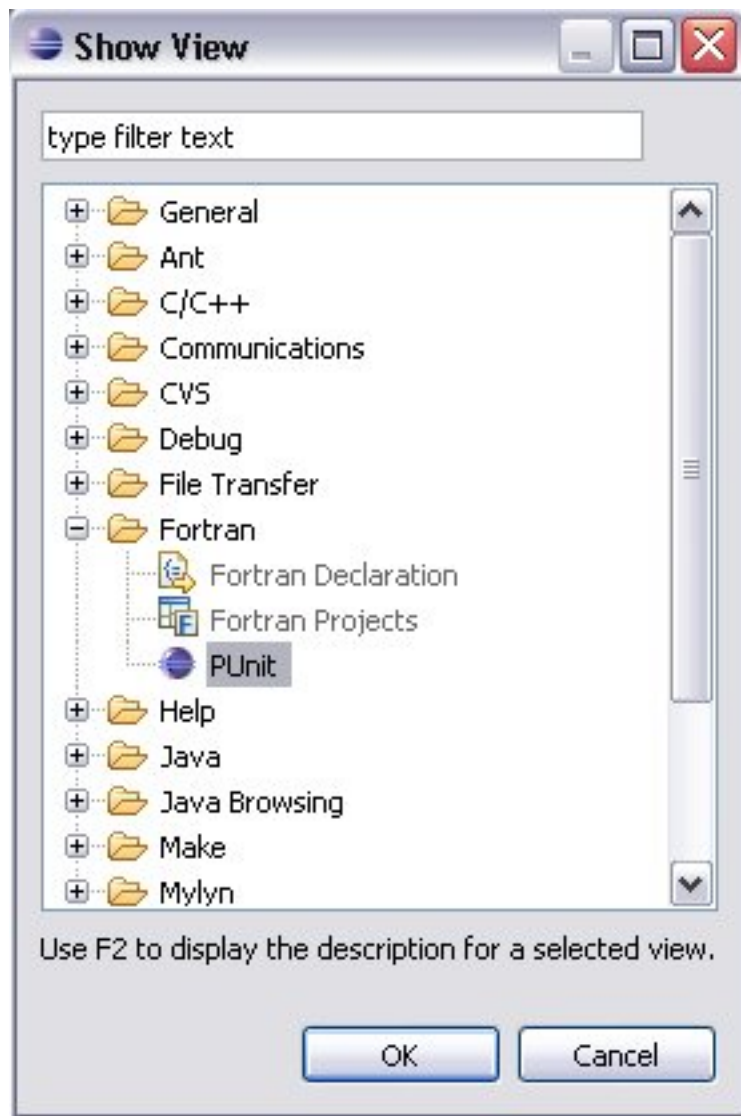 Show View
type filter text
General
Ant
C/C++
Communications
CVS
Debug
File Transfer
Fortran
Fortran Declaration
Fortran Projects
PUnit
Help
Java
Java Browsing
Make
Mylyn
Use F2 to display the description for a selected view.
OK Cancel